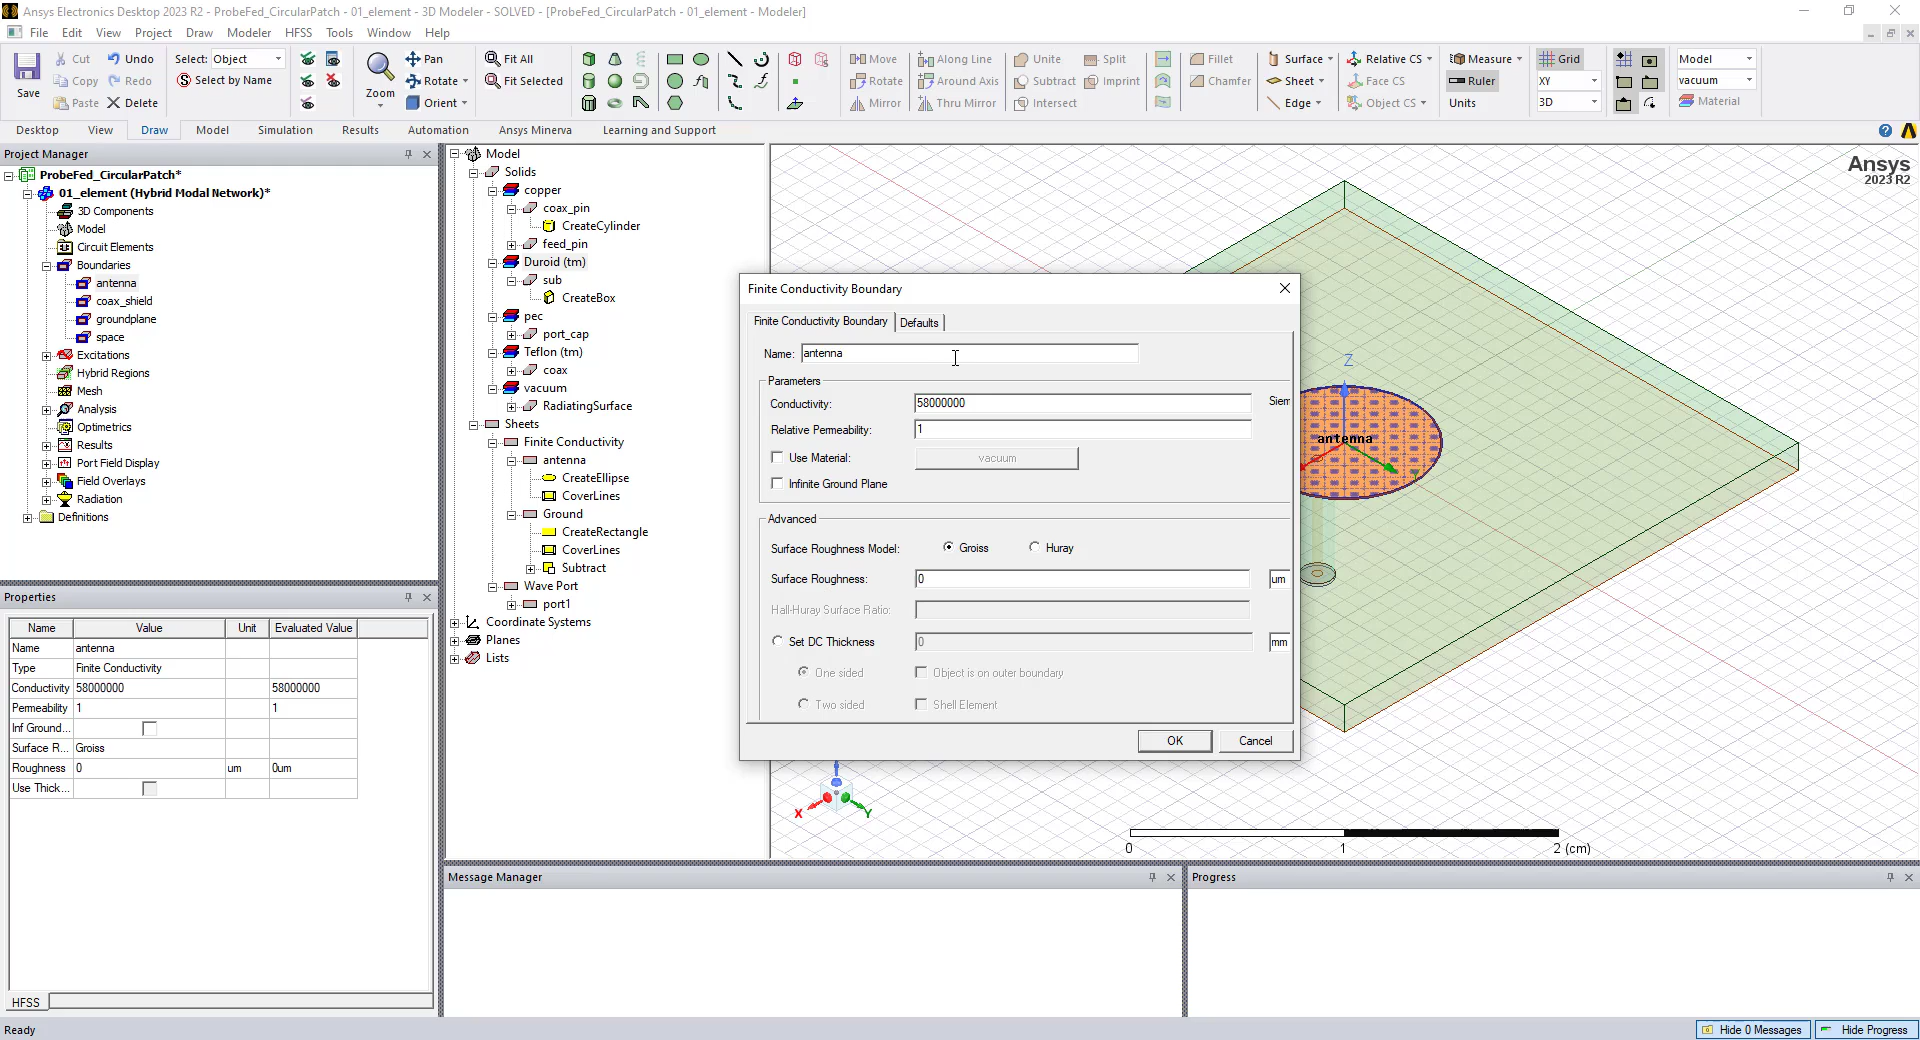 Ansys Electronics Desktop 2023 R2 - ProbeFed_CircularPatch - 01_element - 3D Modeler - SOLVED - [ProbeFed_CircularPatch - 01_element - Modeler]
File Edit View Project Draw Modeler HFSS Tools Window Help
Save
Cut Undo
Copy Redo
Paste Delete
Select: Object
Select by Name
Zoom
Pan
Rotate
Orient
Fit All
Fit Selected
Move Along Line Unite Split
Rotate Around Axis Subtract Imprint
Mirror Thru Mirror Intersect
Fillet
Chamfer
Surface Relative CS
Sheet Face CS
Edge Object CS
Measure
Ruler
Units
Grid
XY
3D
Model
vacuum
Material
Desktop View Draw Model Simulation Results Automation Ansys Minerva Learning and Support
Project Manager
ProbeFed_CircularPatch*
01_element (Hybrid Modal Network)*
3D Components
Model
Circuit Elements
Boundaries
antenna
coax_shield
groundplane
space
Excitations
Hybrid Regions
Mesh
Analysis
Optimetrics
Results
Port Field Display
Field Overlays
Radiation
Definitions
Properties
Name Value Unit Evaluated Value
Name antenna
Type Finite Conductivity
Conductivity 58000000 58000000
Permeability 1 1
Inf Ground...
Surface R... Groiss
Roughness 0 um 0um
Use Thick...
HFSS
Model
Solids
copper
coax_pin
CreateCylinder
feed_pin
Duroid (tm)
sub
CreateBox
pec
port_cap
Teflon (tm)
coax
vacuum
RadiatingSurface
Sheets
Finite Conductivity
antenna
CreateEllipse
CoverLines
Ground
CreateRectangle
CoverLines
Subtract
Wave Port
port1
Coordinate Systems
Planes
Lists
Finite Conductivity Boundary
Finite Conductivity Boundary Defaults
Name: antenna
Parameters
Conductivity: 58000000 Siem
Relative Permeability: 1
Use Material: vacuum
Infinite Ground Plane
Advanced
Surface Roughness Model: Groiss Huray
Surface Roughness: 0 um
Hall-Huray Surface Ratio:
Set DC Thickness 0 mm
One sided Object is on outer boundary
Two sided Shell Element
OK Cancel
Ansys
2023 R2
Z
antenna
X Y
0 1 2 (cm)
Message Manager
Progress
Ready
Hide 0 Messages Hide Progress